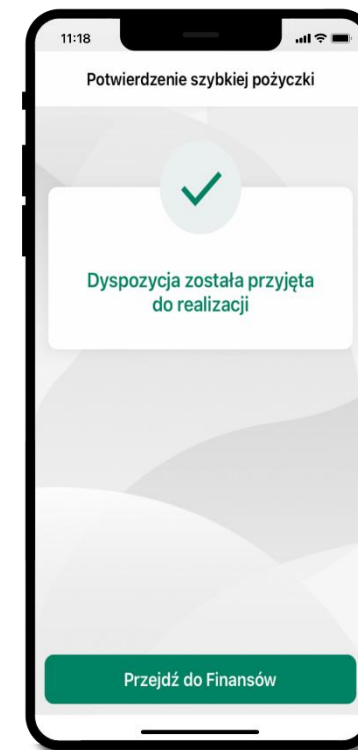 11:18
Potwierdzenie szybkiej pożyczki
Dyspozycja została przyjęta
do realizacji
Przejdź do Finansów